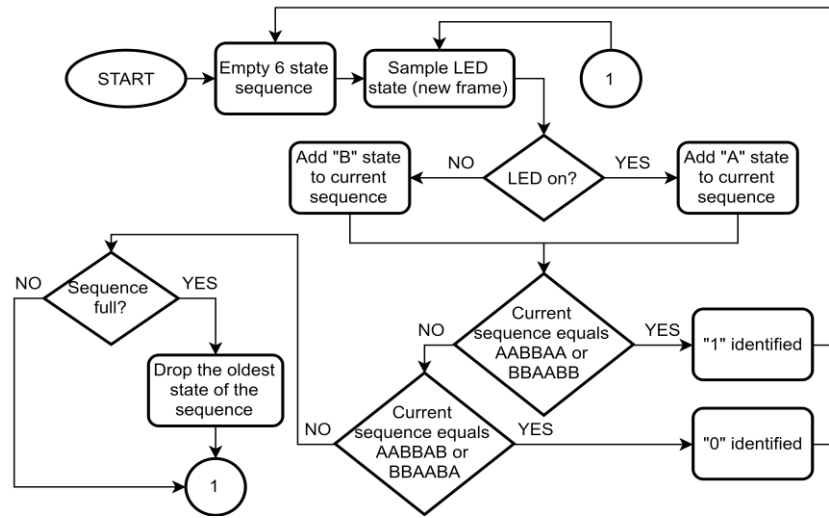 START
Empty 6 state
sequence
Sample LED
state (new frame)
1
Add "B" state
to current
sequence
NO
LED on?
YES
Add "A" state
to current
sequence
NO
Sequence
full?
YES
Current
sequence equals
AABBAA or
BBAABB
NO
YES
"1" identified
Drop the oldest
state of the
sequence
NO
Current
sequence equals
AABBAB or
BBAABA
YES
"0" identified
1